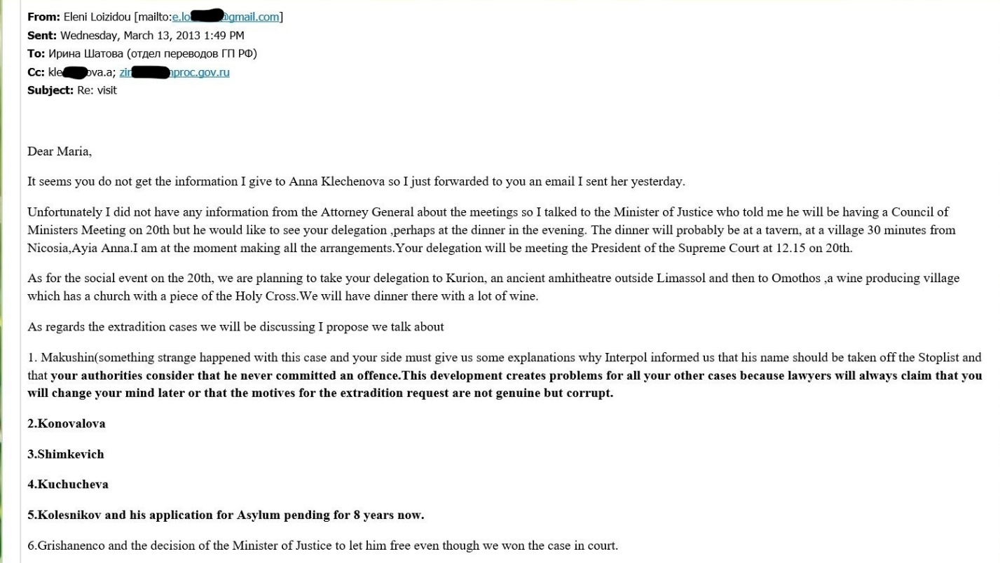 From: Eleni Loizidou [mailto:e.lo @gmail.com]
Sent: Wednesday, March 13, 2013 1:49 PM
To: Ирина Шатова (отдел переводов ГП РФ)
Cc: kle ova.a; zir nproc.gov.ru
Subject: Re: visit
Dear Maria,
It seems you do not get the information I give to Anna Klechenova so I just forwarded to you an email I sent her yesterday.
Unfortunately I did not have any information from the Attorney General about the meetings so I talked to the Minister of Justice who told me he will be having a Council of
Ministers Meeting on 20th but he would like to see your delegation ,perhaps at the dinner in the evening. The dinner will probably be at a tavern, at a village 30 minutes from
Nicosia,Ayia Anna.I am at the moment making all the arrangements.Your delegation will be meeting the President of the Supreme Court at 12.15 on 20th.
As for the social event on the 20th, we are planning to take your delegation to Kurion, an ancient amhitheatre outside Limassol and then to Omothos ,a wine producing village
which has a church with a piece of the Holy Cross.We will have dinner there with a lot of wine.
As regards the extradition cases we will be discussing I propose we talk about
1. Makushin(something strange happened with this case and your side must give us some explanations why Interpol informed us that his name should be taken off the Stoplist and
that your authorities consider that he never committed an offence.This development creates problems for all your other cases because lawyers will always claim that you
will change your mind later or that the motives for the extradition request are not genuine but corrupt.
2.Konovalova
3.Shimkevich
4.Kuchucheva
5.Kolesnikov and his application for Asylum pending for 8 years now.
6.Grishanenco and the decision of the Minister of Justice to let him free even though we won the case in court.